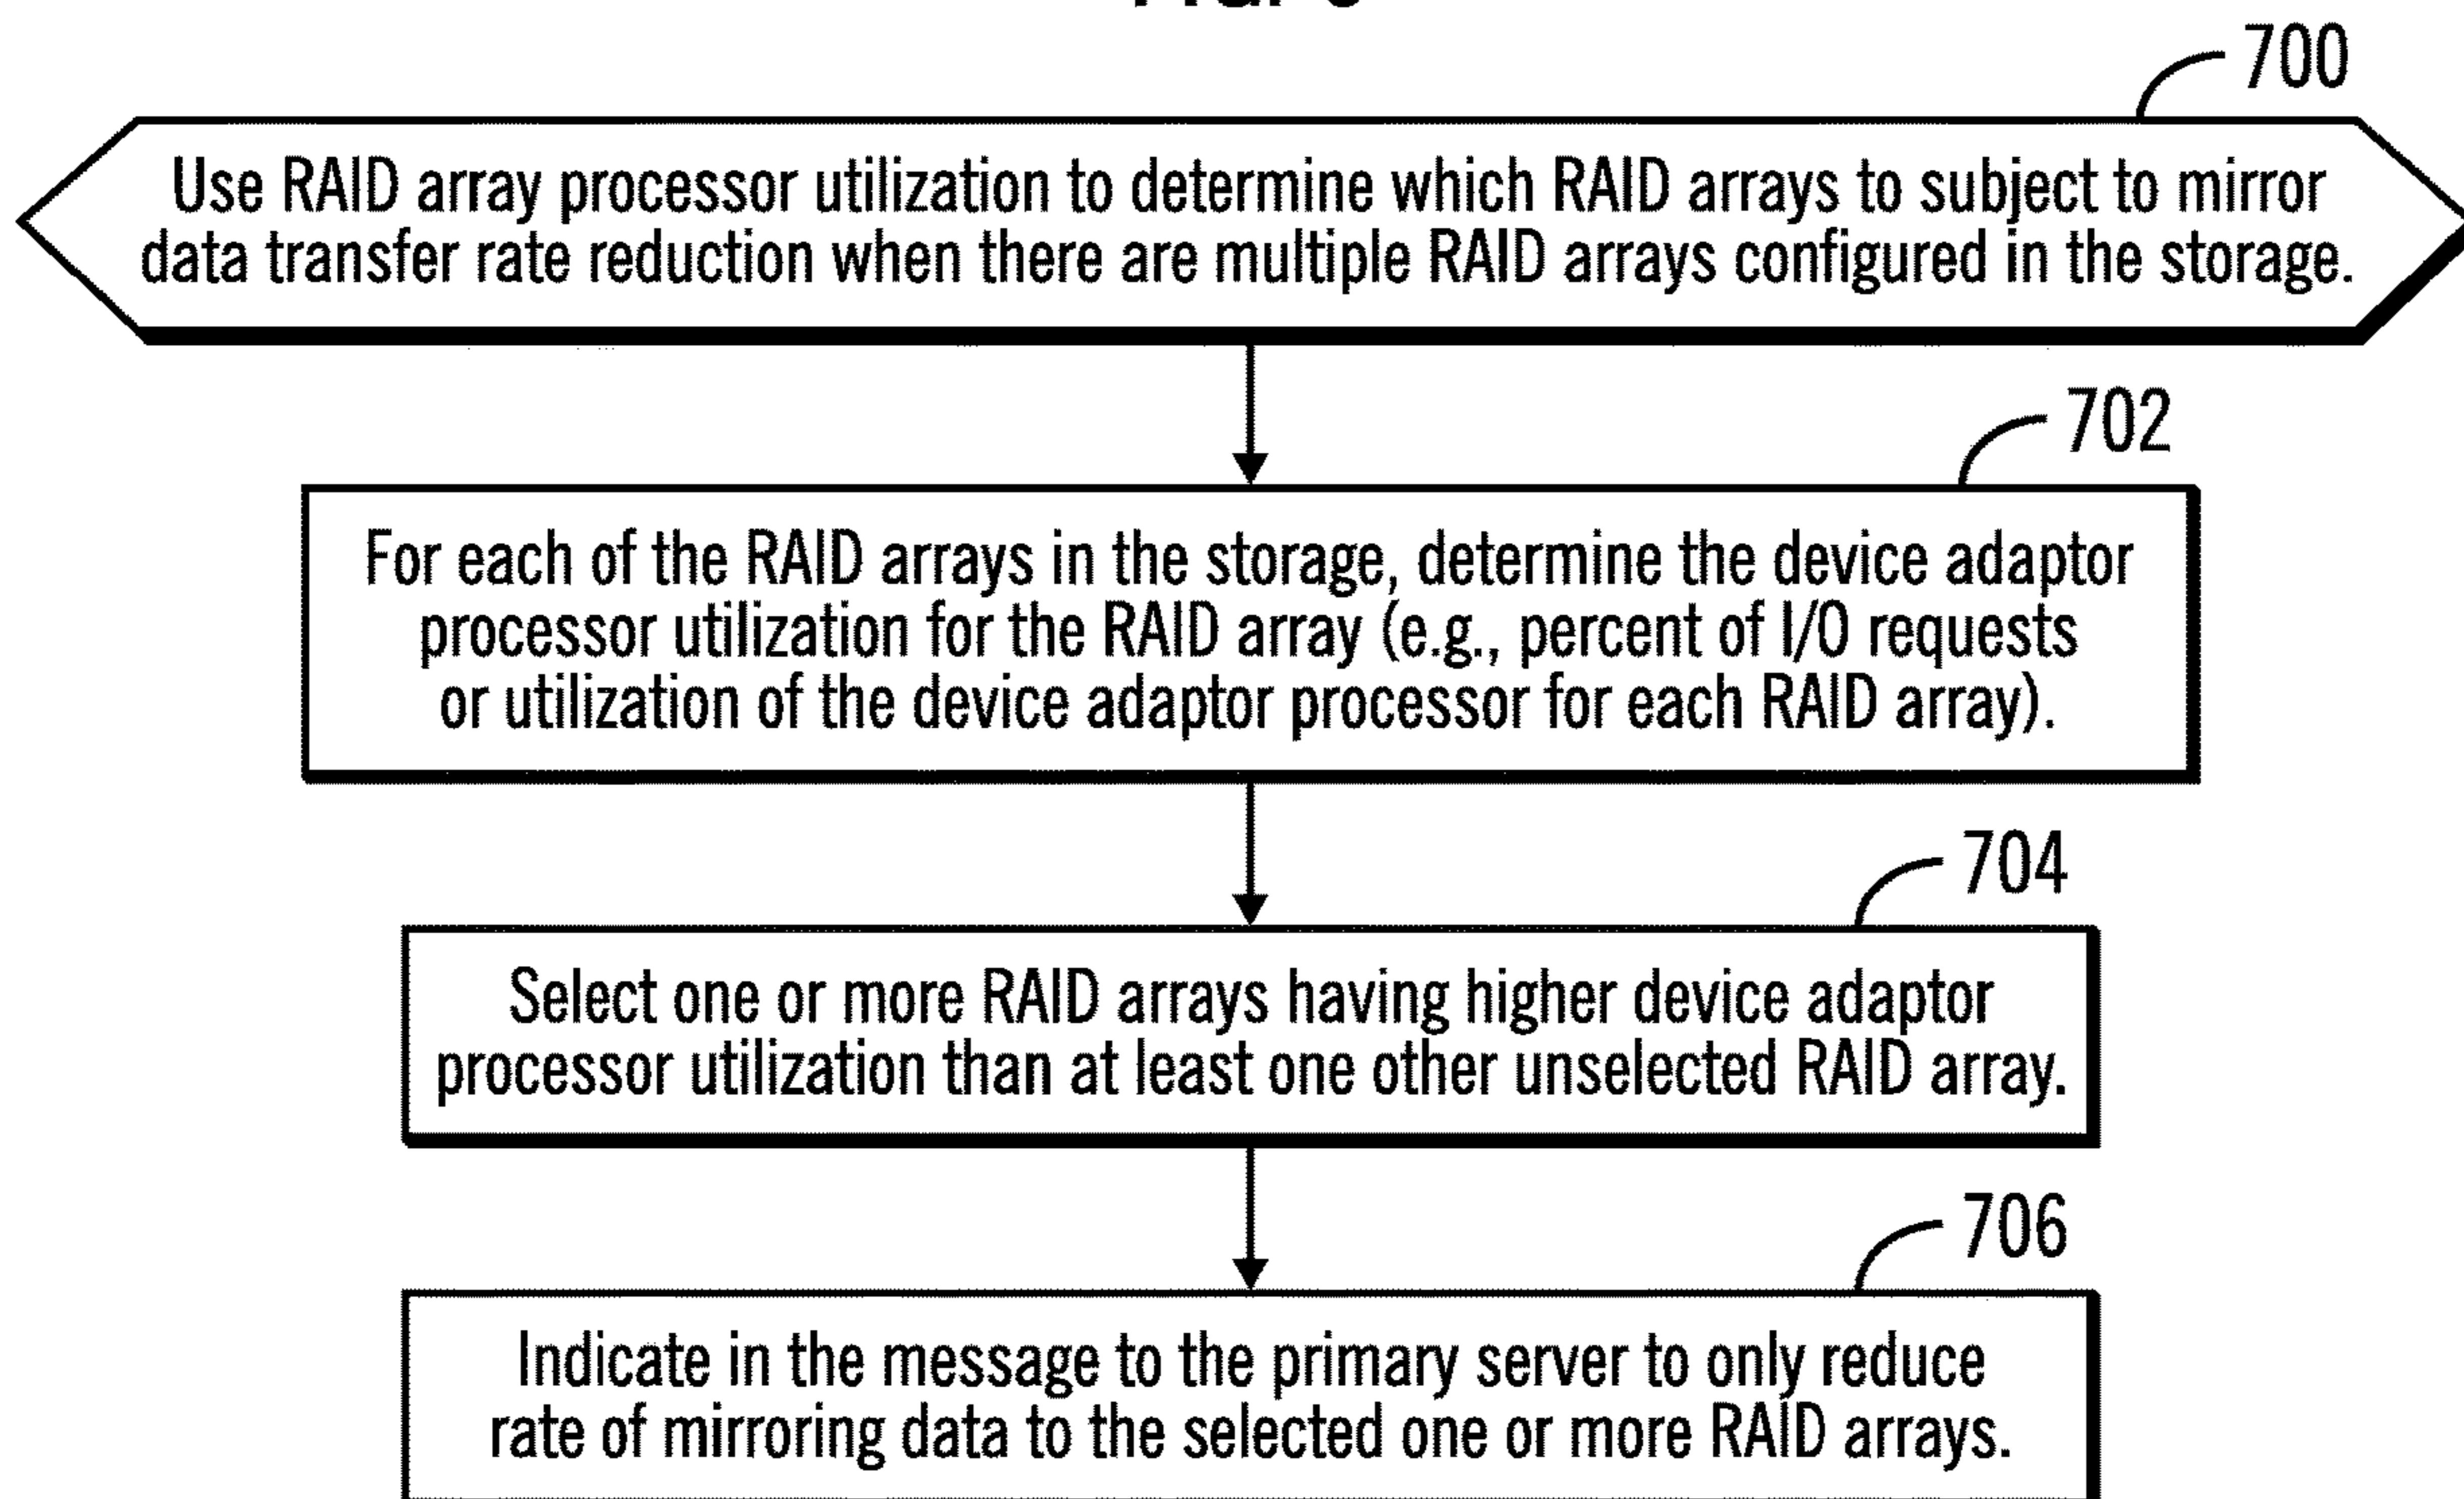 700
Use RAID array processor utilization to determine which RAID arrays to subject to mirror
data transfer rate reduction when there are multiple RAID arrays configured in the storage.
702
For each of the RAID arrays in the storage, determine the device adaptor
processor utilization for the RAID array (e.g., percent of I/O requests
or utilization of the device adaptor processor for each RAID array).
704
Select one or more RAID arrays having higher device adaptor
processor utilization than at least one other unselected RAID array.
706
Indicate in the message to the primary server to only reduce
rate of mirroring data to the selected one or more RAID arrays.